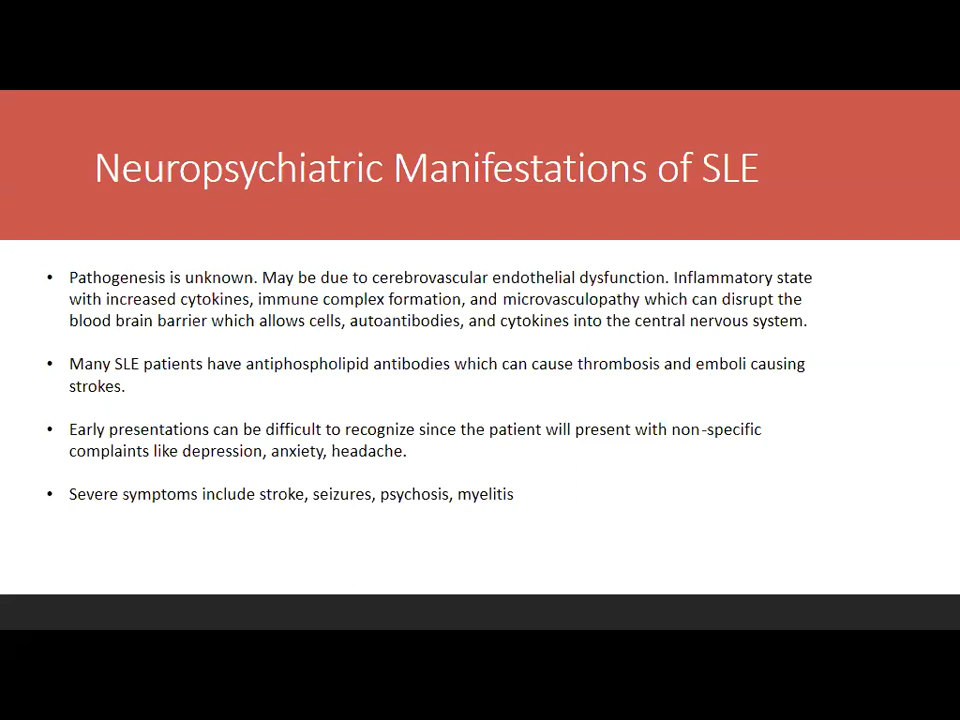 Neuropsychiatric Manifestations of SLE
• Pathogenesis is unknown. May be due to cerebrovascular endothelial dysfunction. Inflammatory state
with increased cytokines, immune complex formation, and microvasculopathy which can disrupt the
blood brain barrier which allows cells, autoantibodies, and cytokines into the central nervous system.
• Many SLE patients have antiphospholipid antibodies which can cause thrombosis and emboli causing
strokes.
• Early presentations can be difficult to recognize since the patient will present with non-specific
complaints like depression, anxiety, headache.
• Severe symptoms include stroke, seizures, psychosis, myelitis